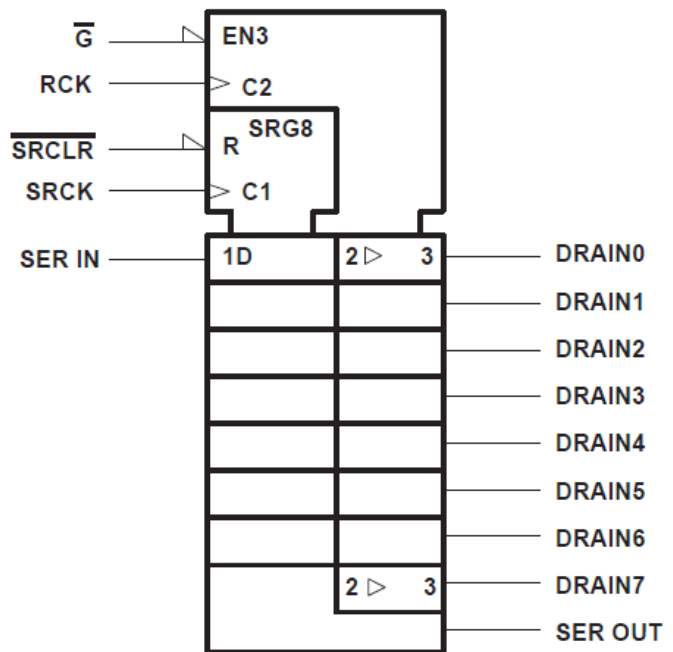 G̅ EN3
RCK C2
SRG8
S̅R̅C̅L̅R̅ R
SRCK C1
SER IN 1D 2 3 DRAIN0
DRAIN1
DRAIN2
DRAIN3
DRAIN4
DRAIN5
DRAIN6
2 3 DRAIN7
SER OUT